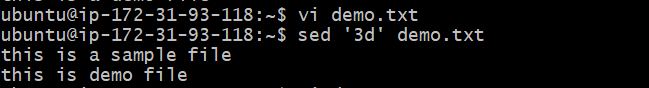 ubuntu@ip-172-31-93-118:~$ vi demo.txt
ubuntu@ip-172-31-93-118:~$ sed '3d' demo.txt
this is a sample file
this is demo file